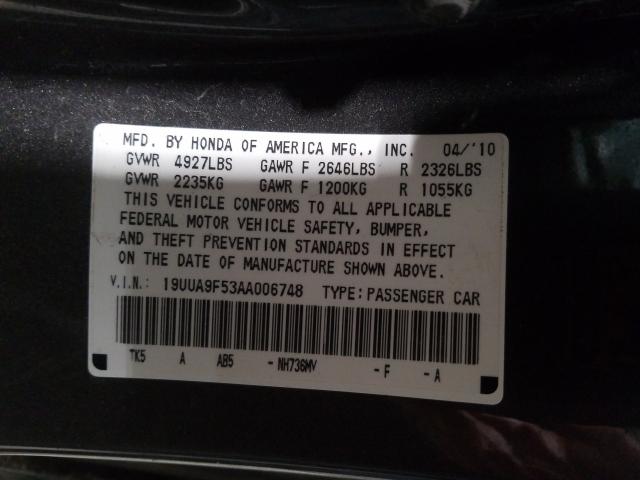 MFD. BY HONDA OF AMERICA MFG., INC. 04/'10
GVWR 4927LBS GAWR F 2646LBS R 2326LBS
GVWR 2235KG GAWR F 1200KG R 1055KG
THIS VEHICLE CONFORMS TO ALL APPLICABLE
FEDERAL MOTOR VEHICLE SAFETY, BUMPER,
AND THEFT PREVENTION STANDARDS IN EFFECT
ON THE DATE OF MANUFACTURE SHOWN ABOVE.
V.I.N.: 19UUA9F53AA006748 TYPE: PASSENGER CAR
TK5 A AB5 - NH736MV - F - A